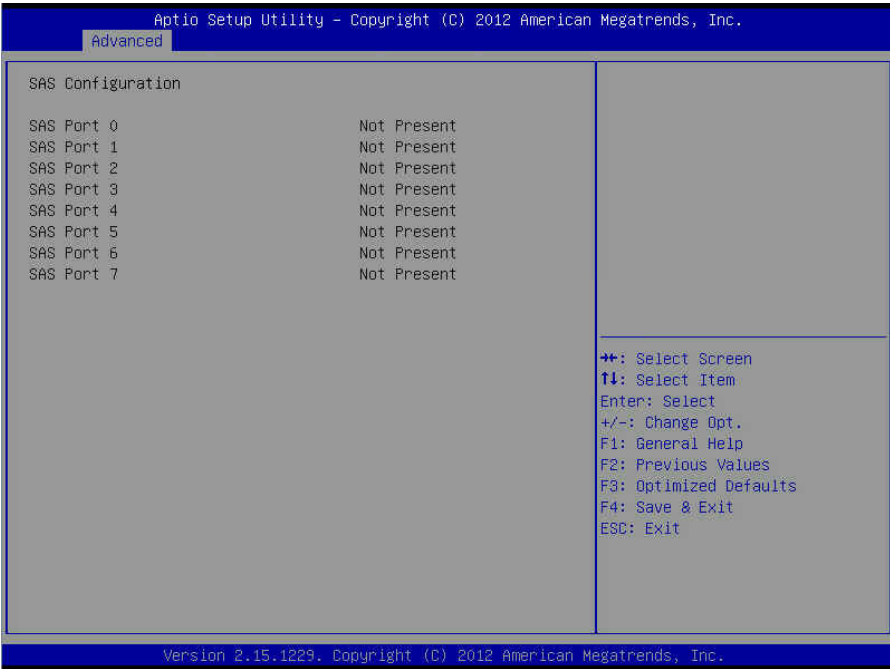 Aptio Setup Utility - Copyright (C) 2012 American Megatrends, Inc.
Advanced
SAS Configuration
SAS Port 0 Not Present
SAS Port 1 Not Present
SAS Port 2 Not Present
SAS Port 3 Not Present
SAS Port 4 Not Present
SAS Port 5 Not Present
SAS Port 6 Not Present
SAS Port 7 Not Present
→←: Select Screen
↑↓: Select Item
Enter: Select
+/-: Change Opt.
F1: General Help
F2: Previous Values
F3: Optimized Defaults
F4: Save & Exit
ESC: Exit
Version 2.15.1229. Copyright (C) 2012 American Megatrends, Inc.